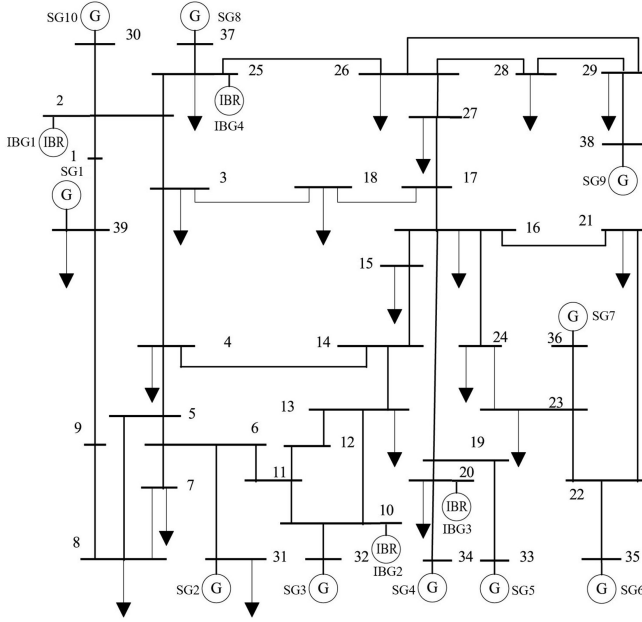 SG10 G
SG8 G
30
37
25
26
28
29
2
IBR
IBG4
27
IBG1 IBR
38
1
SG1
G
3
18
17
SG9 G
39
16
21
15
SG7
G
4
14
24
36
5
13
23
9
6
12
19
11
20
7
10
IBR
IBG3
22
8
31
32
IBR
IBG2
34
33
35
SG2 G
SG3 G
SG4 G
SG5 G
SG6 G